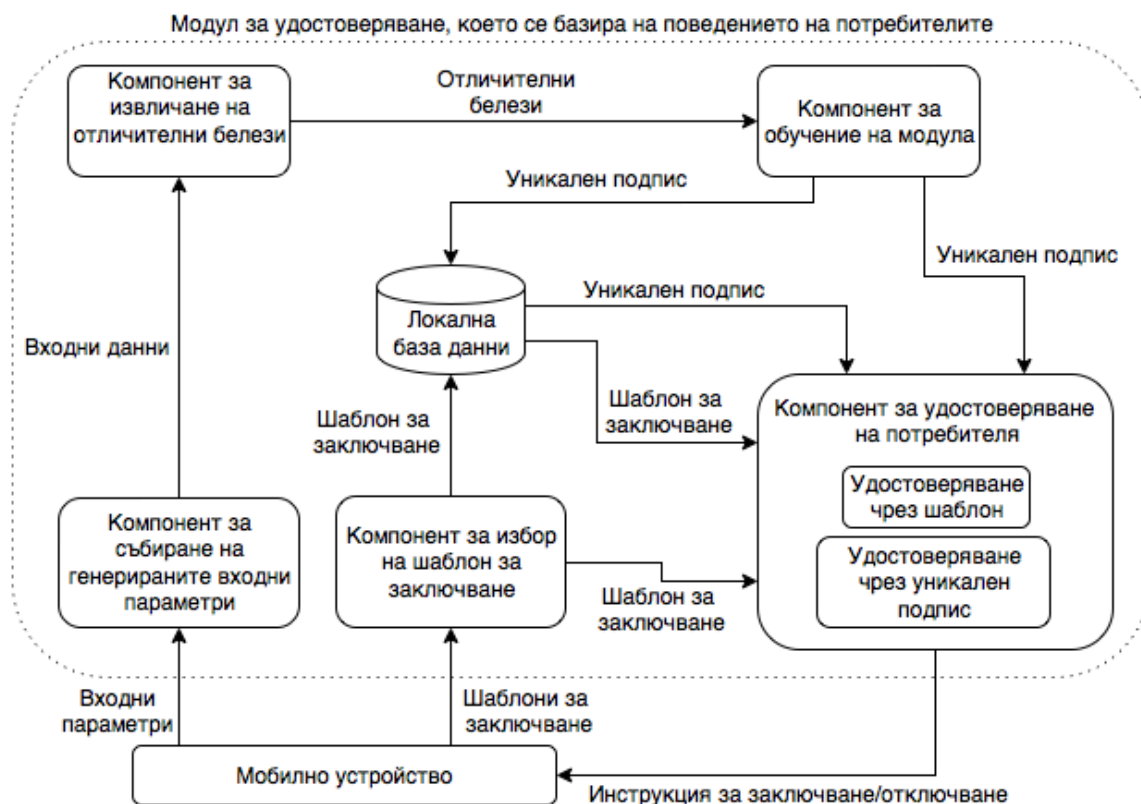 Модул за удостоверяване, което се базира на поведението на потребителите
Компонент за
извличане на
отличителни белези
Отличителни
белези
Компонент за
обучение на модула
Уникален подпис
Уникален подпис
Уникален подпис
Локална
база данни
Входни данни
Шаблон за
заключване
Шаблон за
заключване
Компонент за удостоверяване
на потребителя
Удостоверяване
чрез шаблон
Удостоверяване
чрез уникален
подпис
Компонент за
събиране на
генерираните входни
параметри
Компонент за избор
на шаблон за
заключване
Шаблон за
заключване
Входни
параметри
Шаблони за
заключване
Мобилно устройство
Инструкция за заключване/отключване